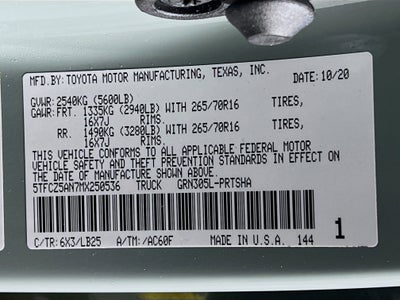 MFD.BY:TOYOTA MOTOR MANUFACTURING, TEXAS, INC. DATE: 10/20
GVWR: 2540KG (5600LB)
GAWR:FRT. 1335KG (2940LB) WITH 265/70R16 TIRES,
16X7J RIMS.
RR. 1490KG (3280LB) WITH 265/70R16 TIRES,
16X7J RIMS.
THIS VEHICLE CONFORMS TO ALL APPLICABLE FEDERAL MOTOR
VEHICLE SAFETY AND THEFT PREVENTION STANDARDS IN EFFECT ON
THE DATE OF MANUFACTURE SHOWN ABOVE.
5TFCZ5AN7MX250536 TRUCK GRN305L-PRTSHA
C/TR:6X3/LB25 A/TM:/AC60F MADE IN U.S.A. 144 1